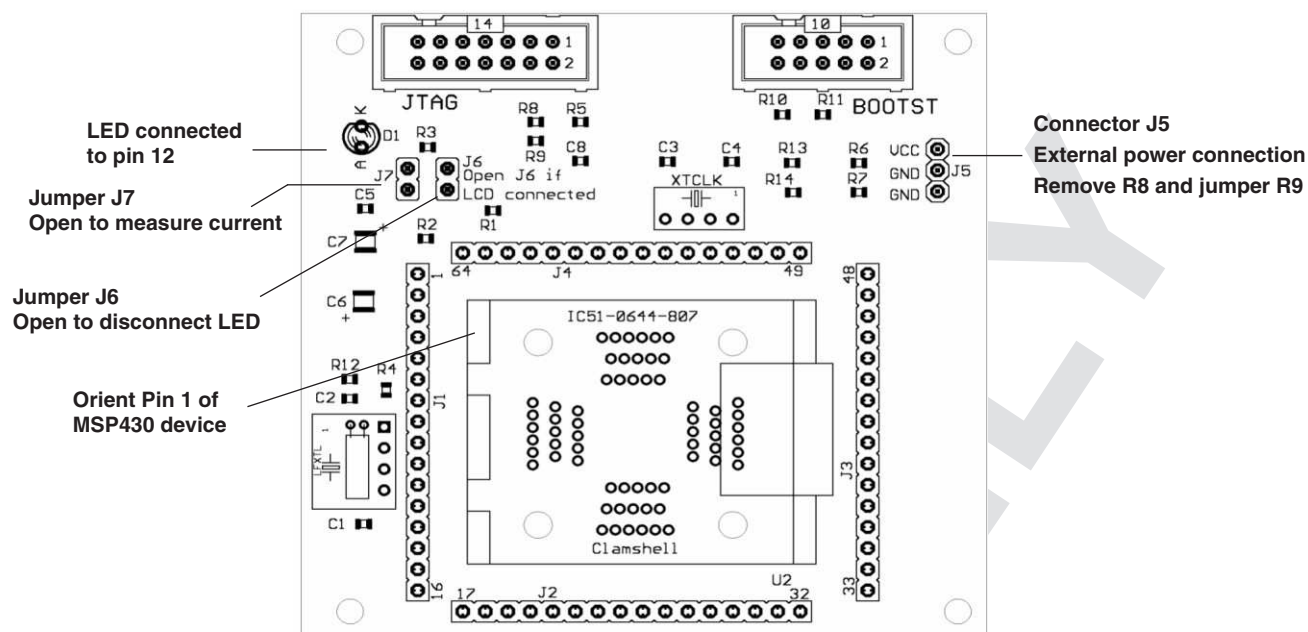 14
1
2
JTAG
10
1
2
BOOTST
LED connected
to pin 12
K
D1
A
R3
R8
R5
R9
C8
J6
Open J6 if
LCD connected
J7
R10
R11
C3
C4
R13
R6
R14
R7
VCC
GND
GND
J5
Connector J5
External power connection
Remove R8 and jumper R9
Jumper J7
Open to measure current
C5
+
C7
R2
R1
XTCLK
1
64
J4
49
1
48
Jumper J6
Open to disconnect LED
C6
+
IC51-0644-807
R12
R4
C2
Orient Pin 1 of
MSP430 device
J1
1
LFXTL
J3
C1
Clamshell
16
33
U2
17
J2
32